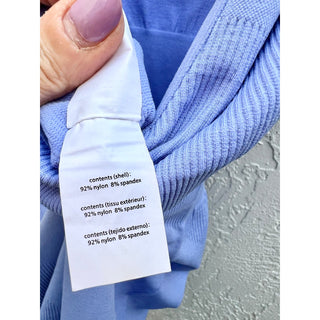 contents (shell):
92% nylon 8% spandex
contents (tissu extérieur):
92% nylon 8% spandex
contents (tejido externo):
92% nylon 8% spandex